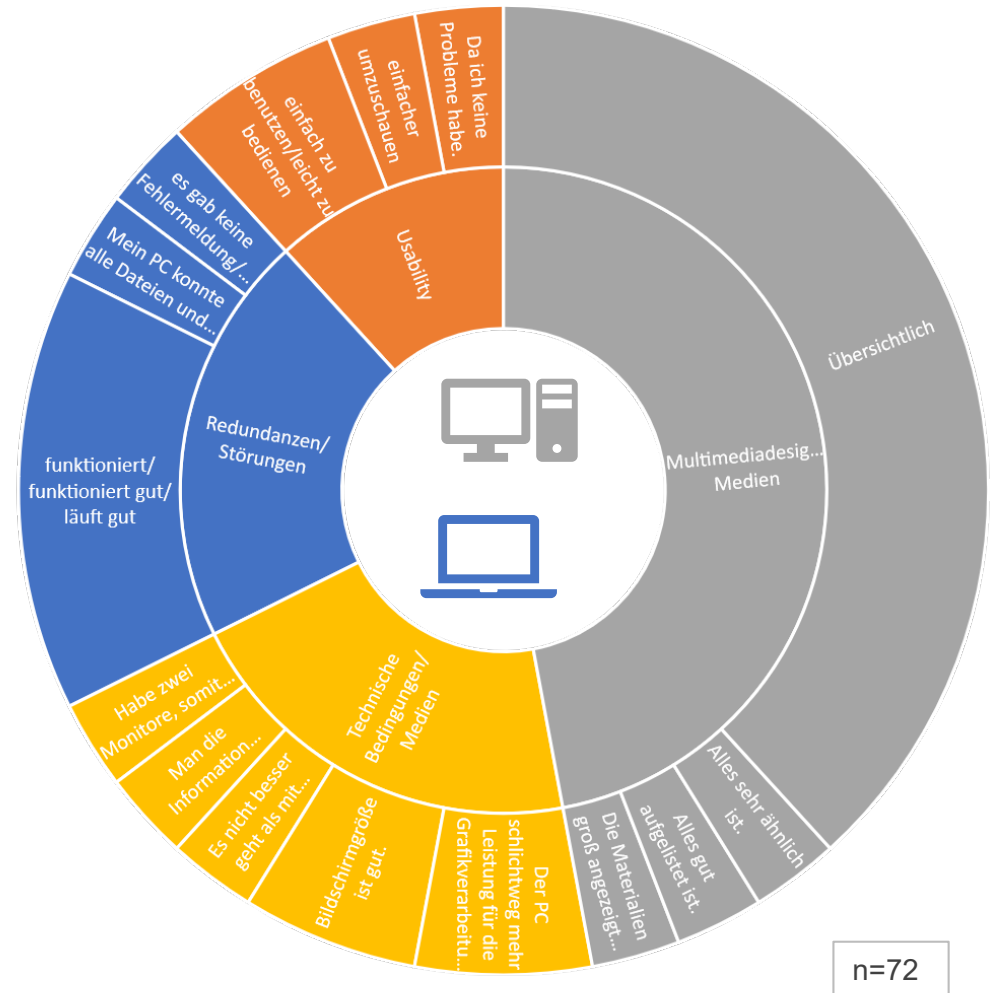 Übersichtlich
Multimediadesig...
Medien
Alles sehr ähnlich
ist.
Alles gut
aufgelistet ist.
Die Materialien
groß angezeigt...
Der PC
schlichtweg mehr
Leistung für die
Grafikverarbeitu...
Bildschirmgröße
ist gut.
Es nicht besser
geht als mit...
Man die
Information...
Habe zwei
Monitore, somit...
Technische
Bedingungen/
Medien
funktioniert/
funktioniert gut/
läuft gut
Mein PC konnte
alle Dateien und...
es gab keine
Fehlermeldung/...
Redundanzen/
Störungen
einfach zu
benutzen/leicht zu
bedienen
einfacher
umzuschauen
Da ich keine
Probleme habe.
Usability
n=72